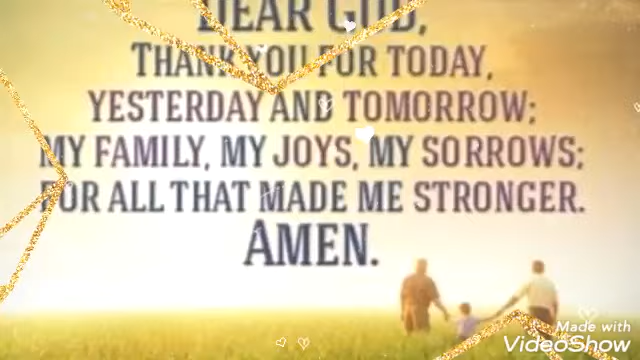 DEAR GOD,
THANK YOU FOR TODAY,
YESTERDAY AND TOMORROW;
MY FAMILY, MY JOYS, MY SORROWS;
FOR ALL THAT MADE ME STRONGER.
AMEN.
Made with
VideoShow